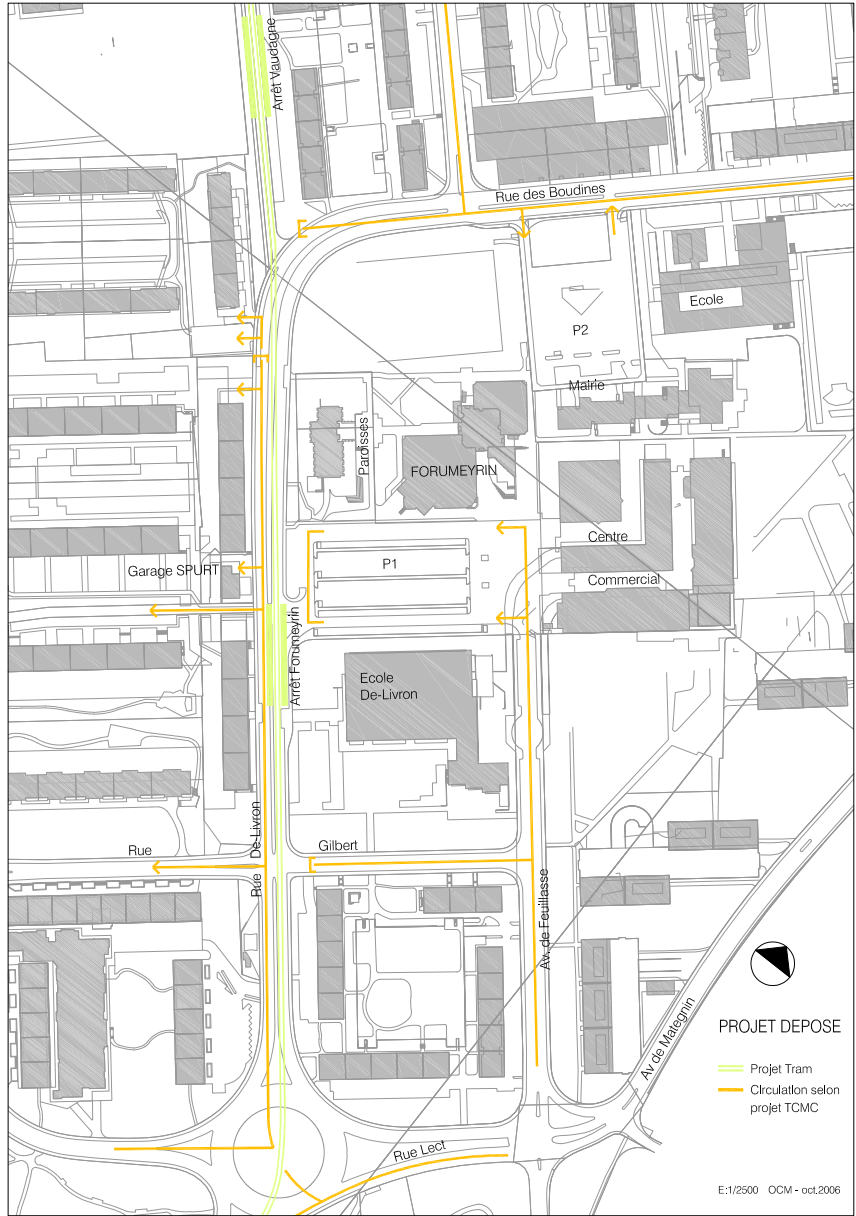 Arrêt Vaudagne
Rue des Boudines
Ecole
P2
Mairie
Paroisses
FORUMEYRIN
Centre
Commercial
P1
Garage SPURT
Arrêt Forumeyrin
Ecole
De-Livron
Rue De-Livron
Rue
Gilbert
Av. de Feuillasse
Av de Mategnin
Rue Lect
PROJET DEPOSE
Projet Tram
Circulation selon
projet TCMC
E:1/2500 OCM - oct.2006